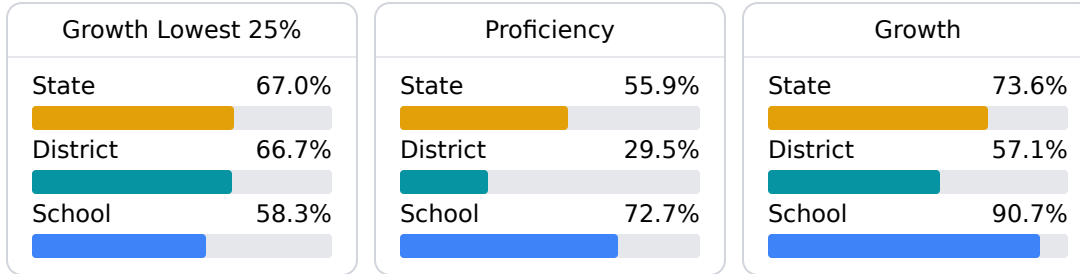 Growth Lowest 25%
State 67.0%
District 66.7%
School 58.3%
Proficiency
State 55.9%
District 29.5%
School 72.7%
Growth
State 73.6%
District 57.1%
School 90.7%